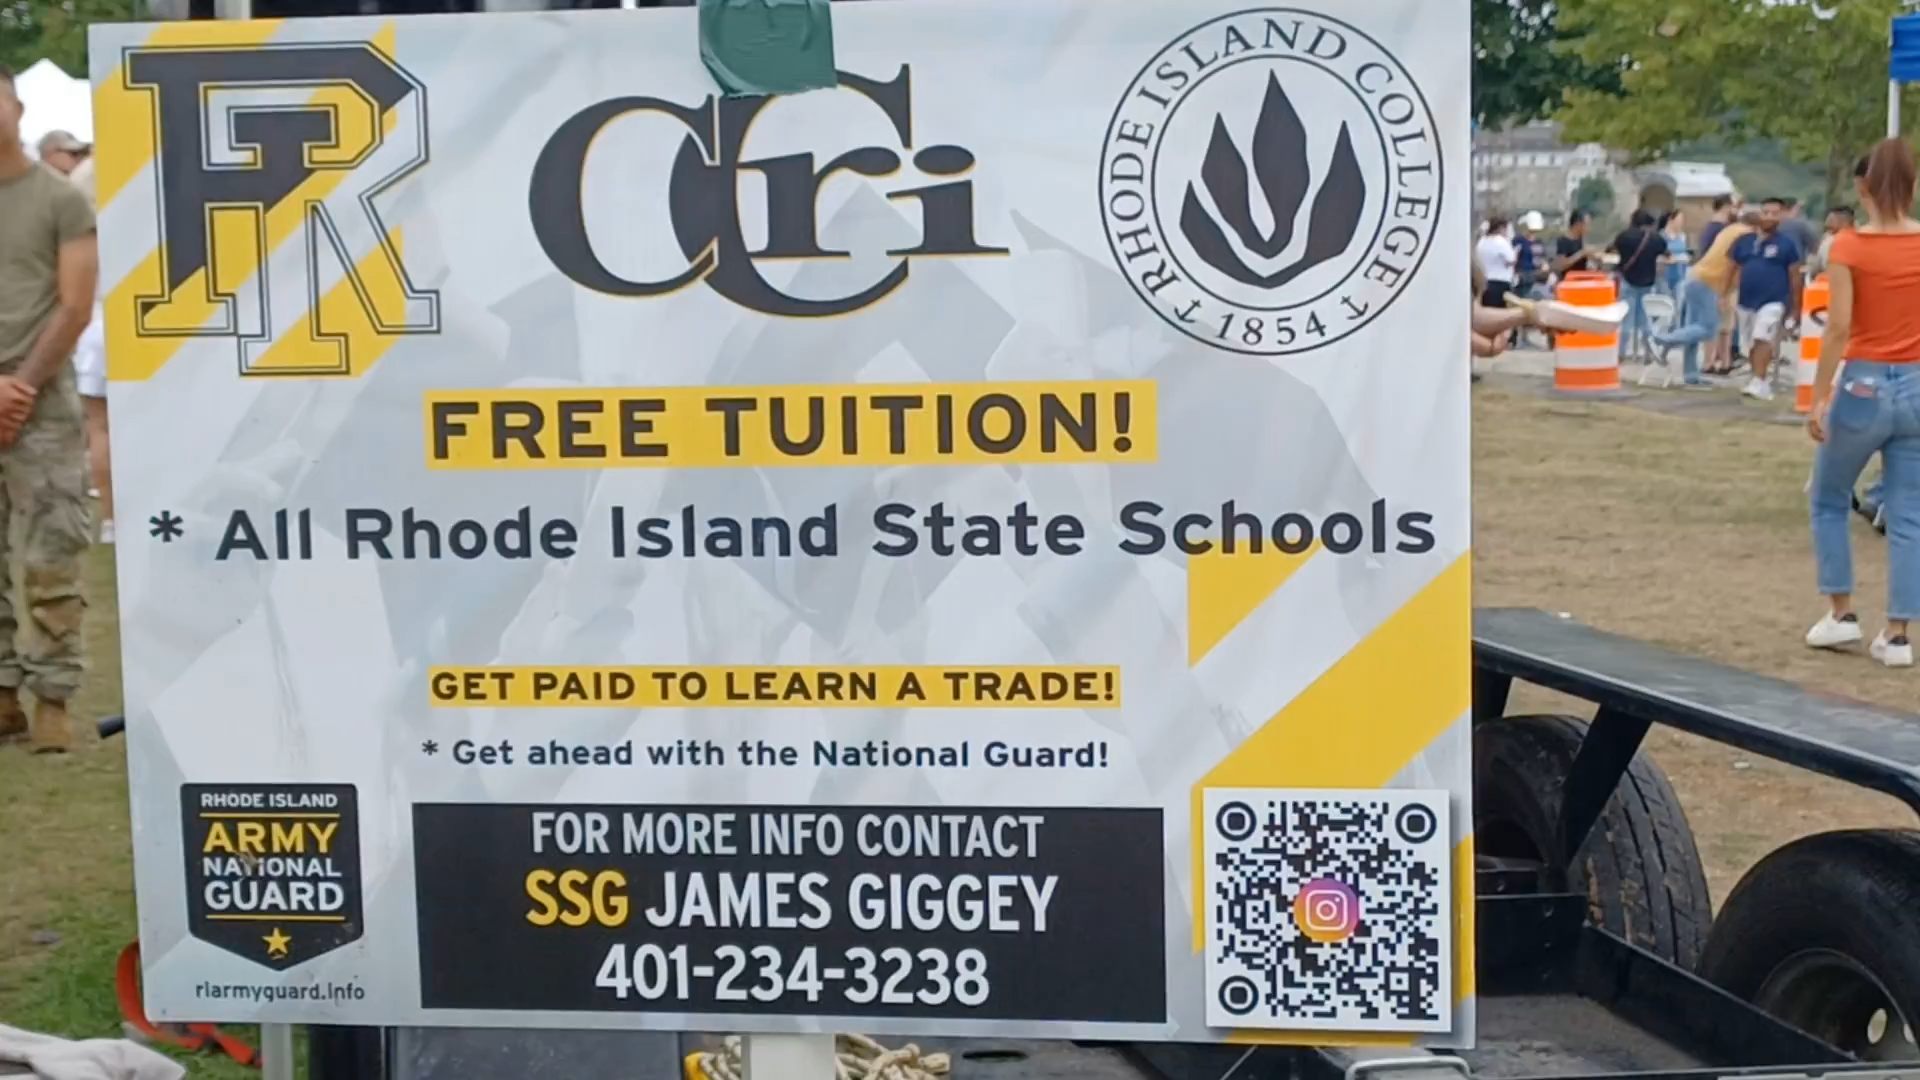 RI
CCri
RHODE ISLAND COLLEGE
1854
FREE TUITION!
* All Rhode Island State Schools
GET PAID TO LEARN A TRADE!
* Get ahead with the National Guard!
RHODE ISLAND
ARMY
NATIONAL
GUARD
riarmyguard.info
FOR MORE INFO CONTACT
SSG JAMES GIGGEY
401-234-3238